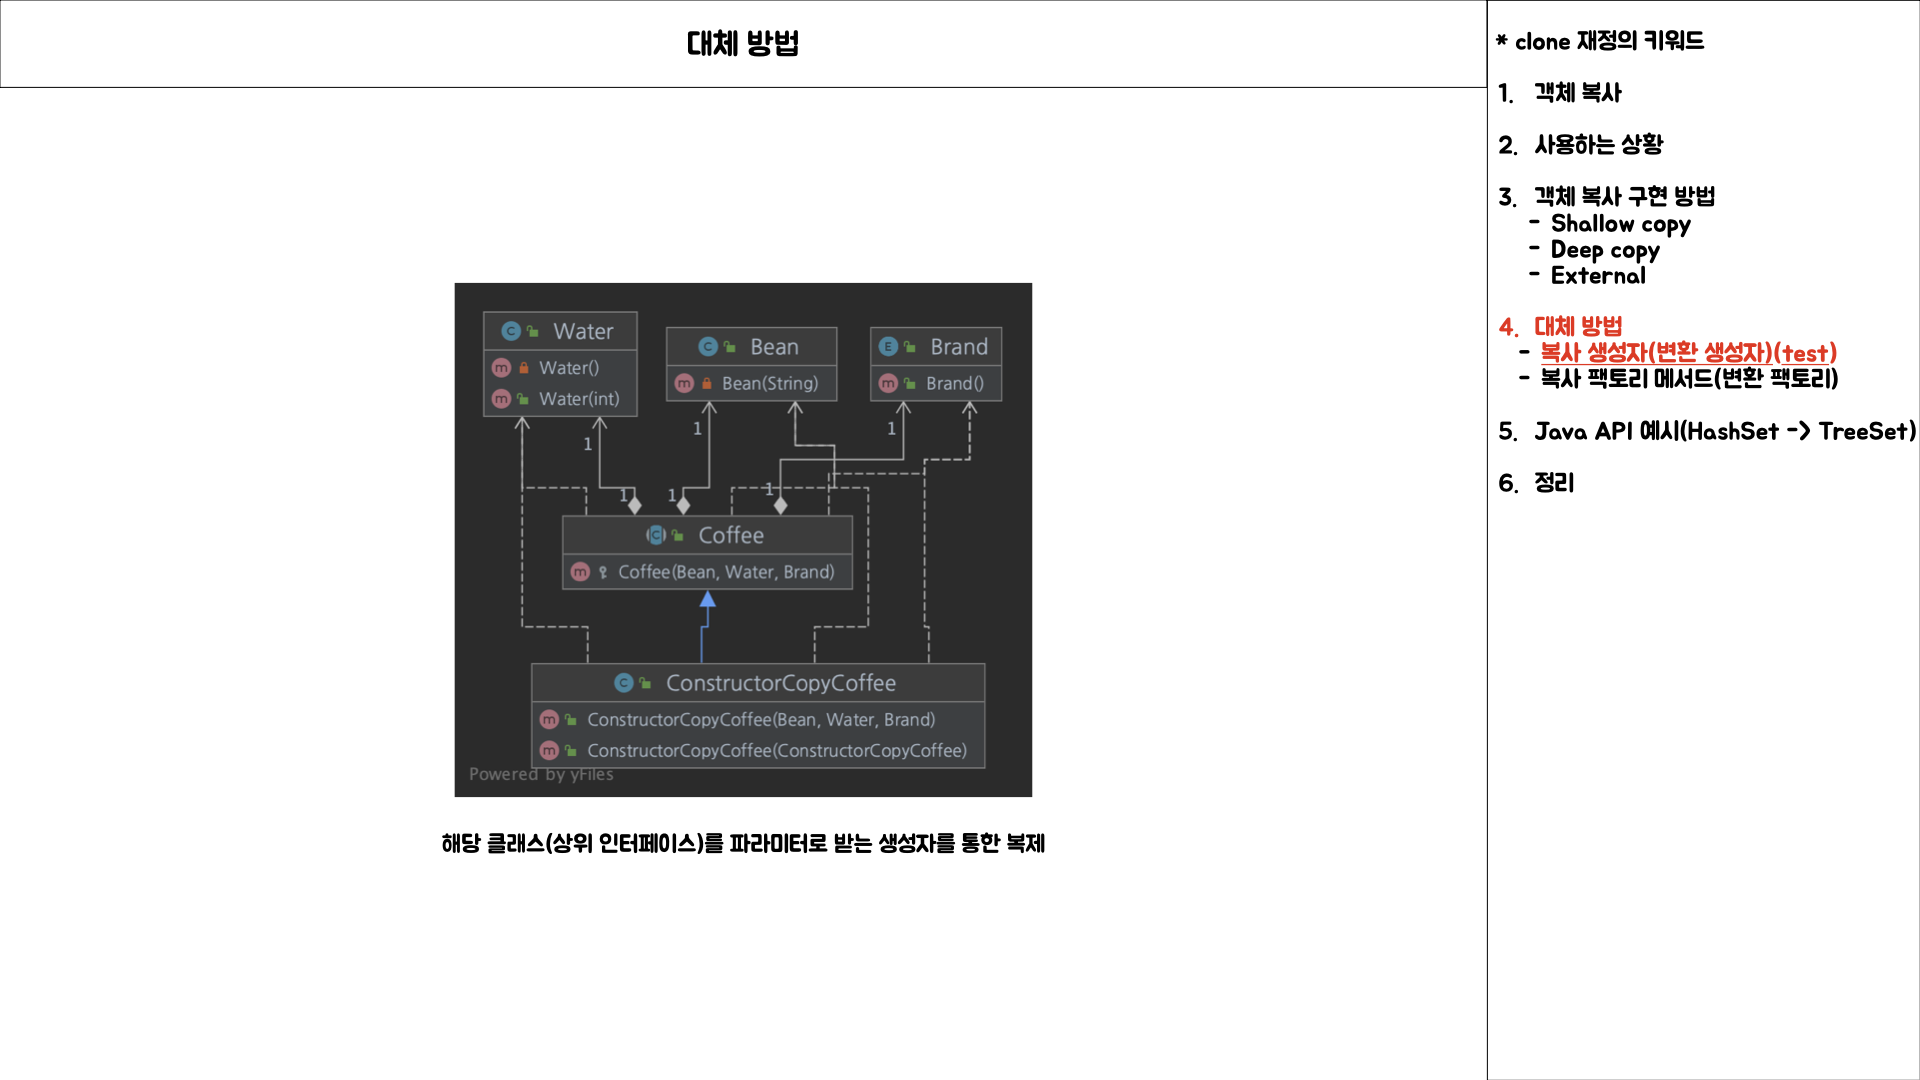 대체 방법
C Water
m Water()
m Water(int)
C Bean
m Bean(String)
E Brand
m Brand()
1
1
1
1
1
1
C Coffee
m Coffee(Bean, Water, Brand)
C ConstructorCopyCoffee
m ConstructorCopyCoffee(Bean, Water, Brand)
m ConstructorCopyCoffee(ConstructorCopyCoffee)
Powered by yFiles
해당 클래스(상위 인터페이스)를 파라미터로 받는 생성자를 통한 복제
* clone 재정의 키워드
1. 객체 복사
2. 사용하는 상황
3. 객체 복사 구현 방법
- Shallow copy
- Deep copy
- External
4. 대체 방법
- 복사 생성자(변환 생성자)(test)
- 복사 팩토리 메서드(변환 팩토리)
5. Java API 예시(HashSet -> TreeSet)
6. 정리